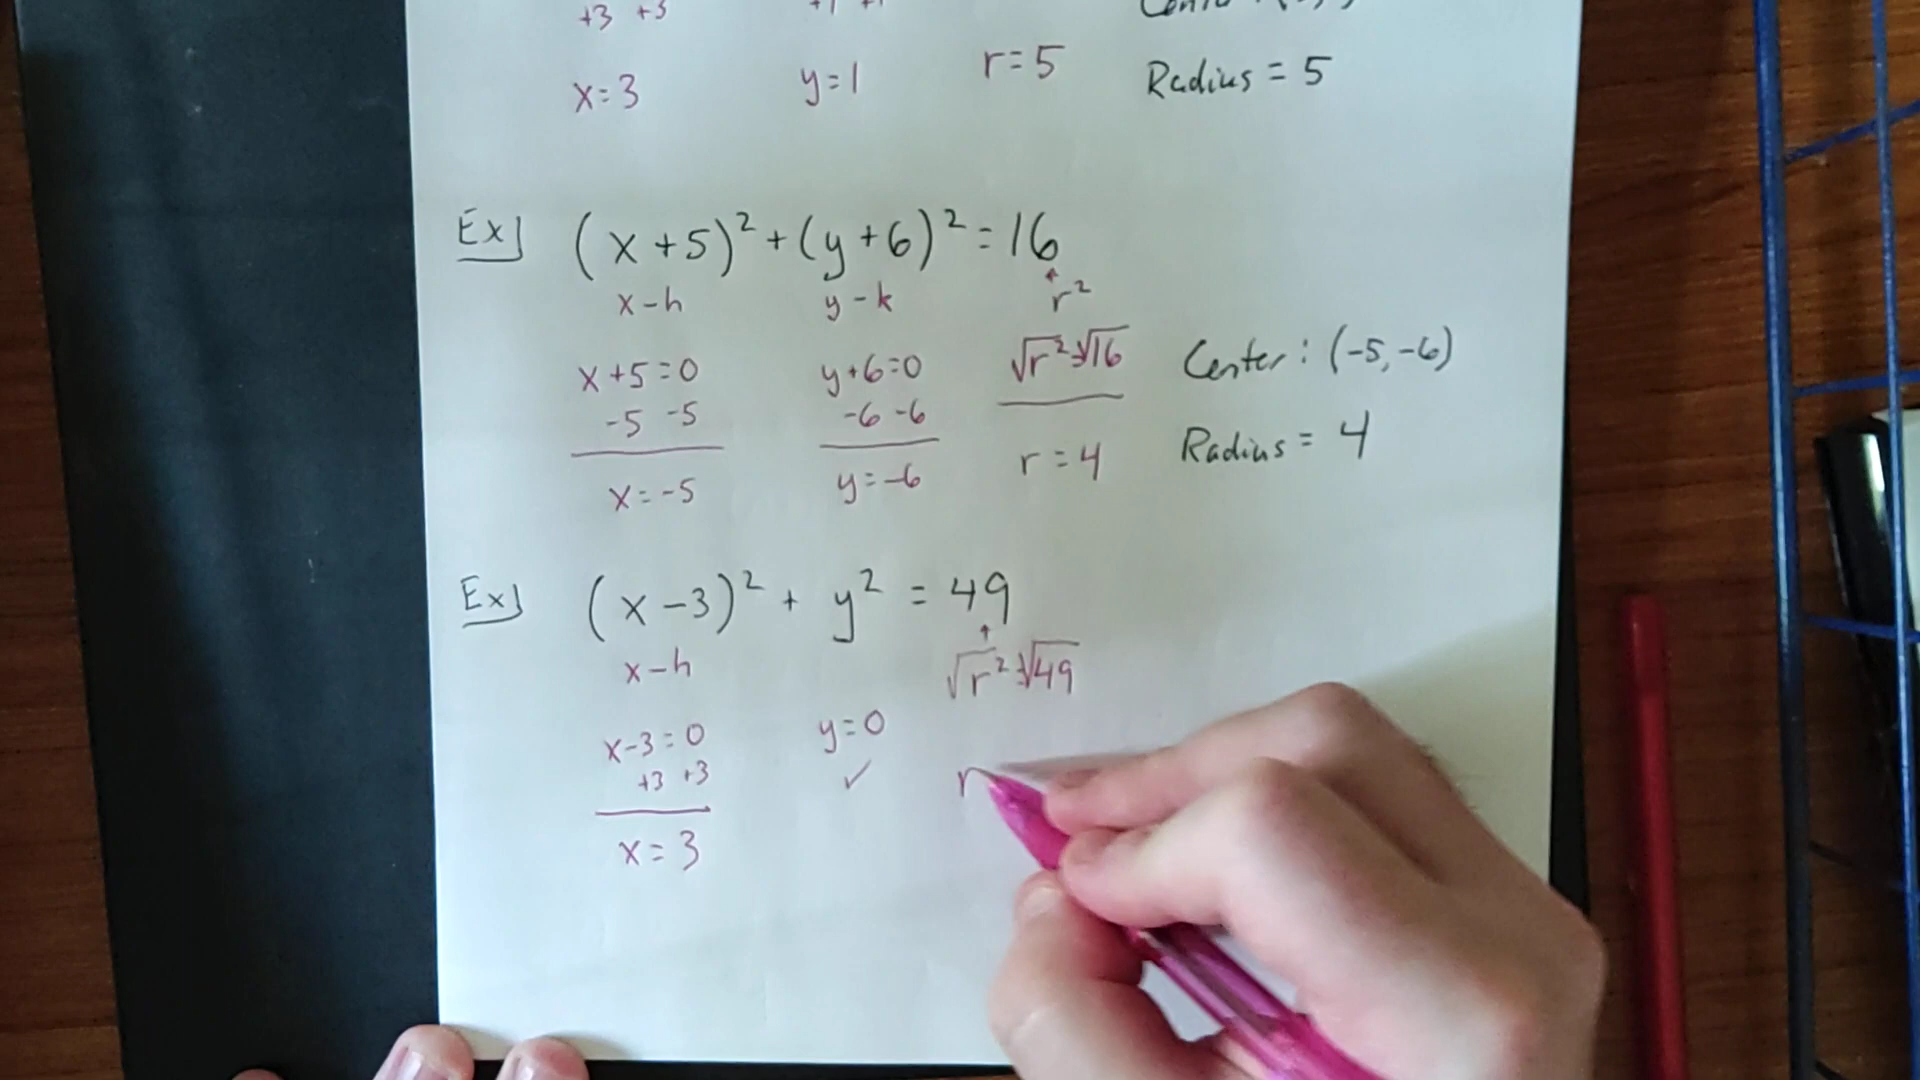 +3 +3
x=3 y=1 r=5 Radius = 5
Ex] (x+5)²+(y+6)²=16
x-h y-k r²
x+5=0 y+6=0 √r²=√16 Center: (-5,-6)
-5 -5 -6 -6
x=-5 y=-6 r=4 Radius = 4
Ex] (x-3)² + y² = 49
x-h √r²=√49
x-3=0 y=0
+3 +3 ✓ r
x=3